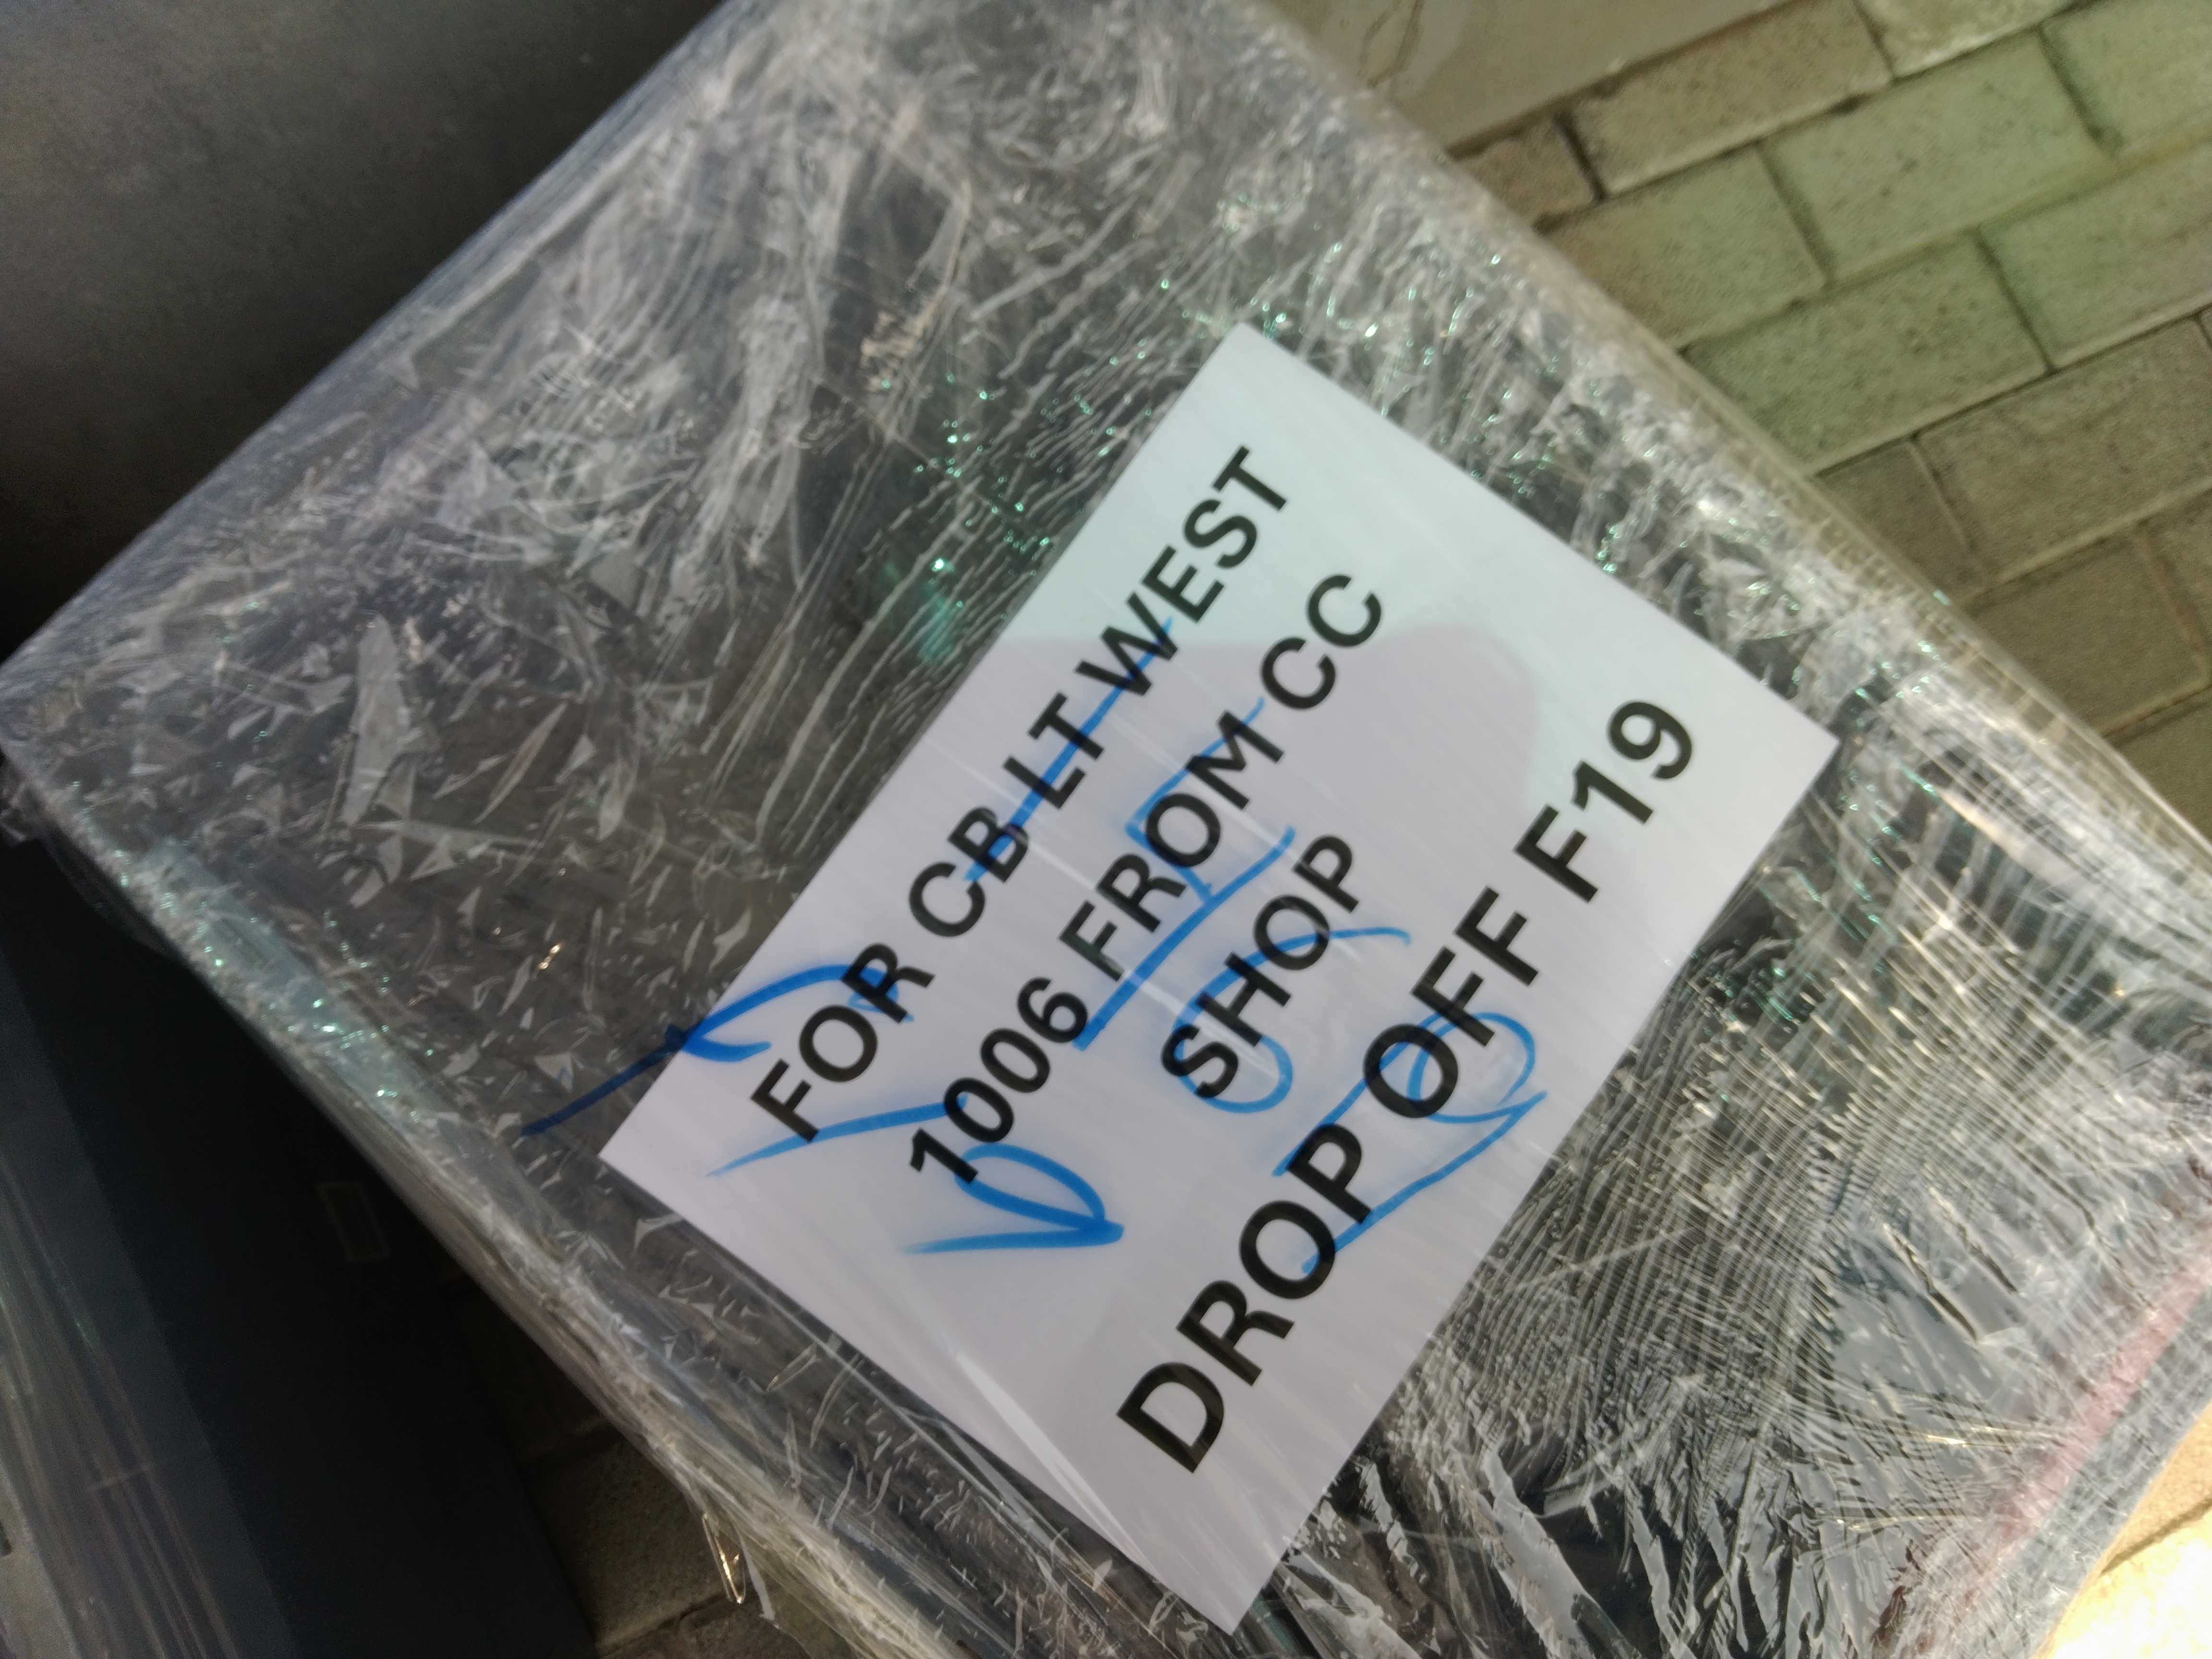 FOR CB LT WEST
1006 FROM CC
SHOP
DROP OFF F19